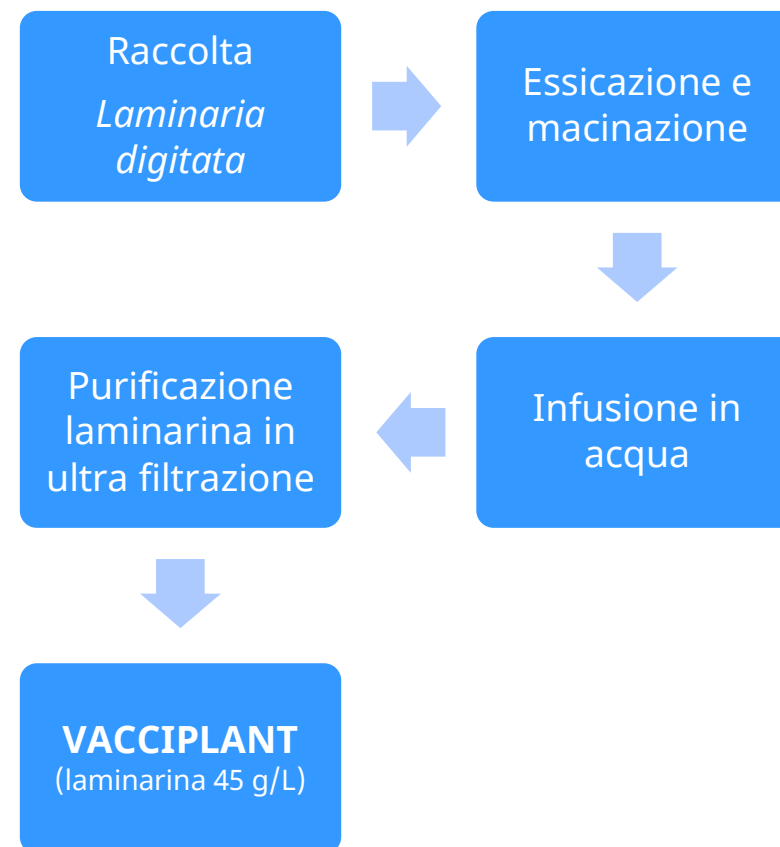 Raccolta
Laminaria
digitata
Essicazione e
macinazione
Infusione in
acqua
Purificazione
laminarina in
ultra filtrazione
VACCIPLANT
(laminarina 45 g/L)